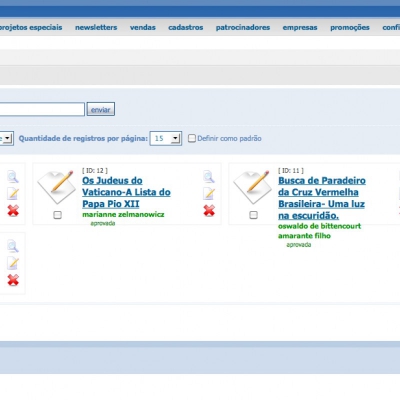 projetos especiais newsletters vendas cadastros patrocinadores empresas promoções confi
enviar
Quantidade de registros por página: 15 Definir como padrão
[ ID: 12 ]
Os Judeus do
Vaticano-A Lista do
Papa Pio XII
marianne zelmanowicz
aprovada
[ ID: 11 ]
Busca de Paradeiro
da Cruz Vermelha
Brasileira- Uma luz
na escuridão.
oswaldo de bittencourt
amarante filho
aprovada